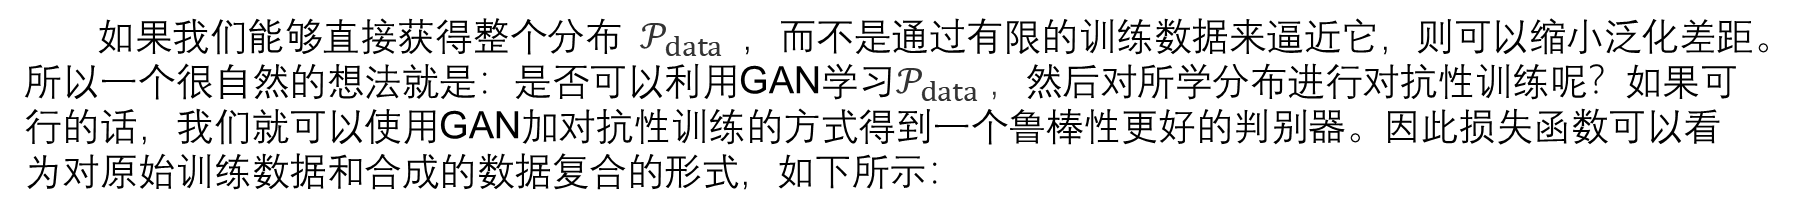 如果我们能够直接获得整个分布 𝒫data ，而不是通过有限的训练数据来逼近它，则可以缩小泛化差距。
所以一个很自然的想法就是：是否可以利用GAN学习𝒫data ，然后对所学分布进行对抗性训练呢？如果可
行的话，我们就可以使用GAN加对抗性训练的方式得到一个鲁棒性更好的判别器。因此损失函数可以看
为对原始训练数据和合成的数据复合的形式，如下所示：